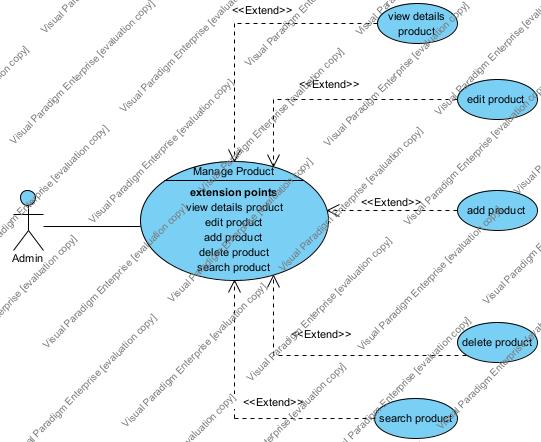 <<Extend>>
view details
product
<<Extend>>
edit product
Manage Product
extension points
view details product
edit product
add product
delete product
search product
<<Extend>>
add product
Admin
<<Extend>>
delete product
<<Extend>>
search product
Visual Paradigm Enterprise [evaluation copy]